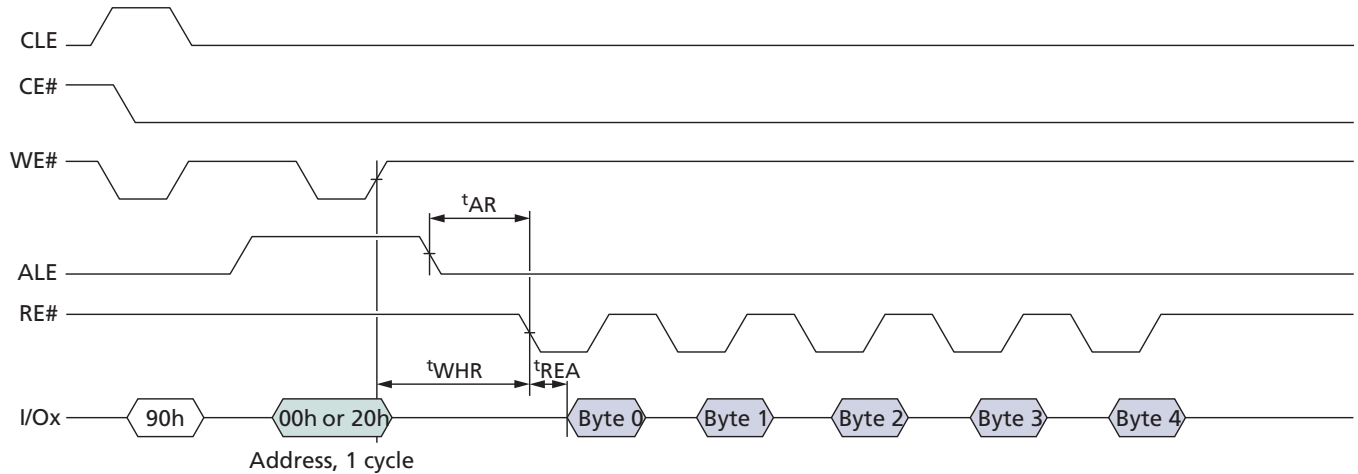 CLE
CE#
WE#
tAR
ALE
RE#
tWHR tREA
I/Ox 90h 00h or 20h Byte 0 Byte 1 Byte 2 Byte 3 Byte 4
Address, 1 cycle